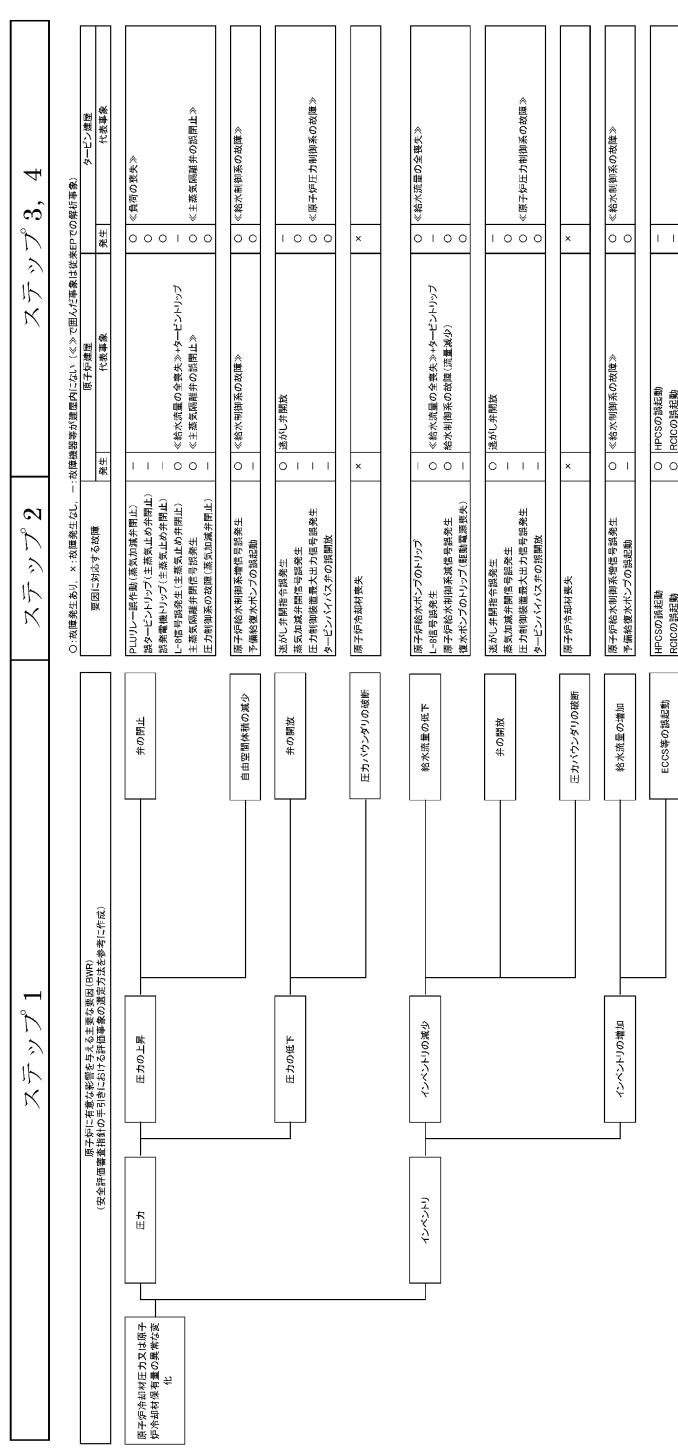 ステップ1
ステップ2
ステップ3, 4
○:故障発生あり, ×:故障発生なし, −:故障機器等が建屋内にない (≪≫で囲んだ事象は従来EPでの解析事象)
原子炉に有意な影響を与える主要な要因(BWR)
(安全評価審査指針の手引きにおける評価事象の選定方法を参考に作成)
要因に対応する故障
原子炉建屋
発生
代表事象
タービン建屋
発生
代表事象
原子炉冷却材圧力又は原子
炉冷却材保有量の異常な変
化
圧力
圧力の上昇
弁の閉止
PLUリレー誤作動(蒸気加減弁閉止) − ○ ≪負荷の喪失≫
誤タービントリップ(主蒸気止め弁閉止) − ○
誤発電機トリップ(主蒸気止め弁閉止) − ○
L-8信号誤発生(主蒸気止め弁閉止) ○ ≪給水流量の全喪失≫+タービントリップ −
主蒸気隔離弁閉信号誤発生 ○ ≪主蒸気隔離弁の誤閉止≫ ○ ≪主蒸気隔離弁の誤閉止≫
圧力制御系の故障(蒸気加減弁閉止) − ○
自由空間体積の減少
原子炉給水制御系増信号誤発生 ○ ≪給水制御系の故障≫ ○ ≪給水制御系の故障≫
予備給復水ポンプの誤起動 − ○
圧力の低下
弁の開放
逃がし弁開指令誤発生 ○ 逃がし弁開放 −
蒸気加減弁開信号誤発生 − ○
圧力制御装置最大出力信号誤発生 − ○ ≪原子炉圧力制御系の故障≫
タービンバイパス弁の誤開放 − ○
圧力バウンダリの破断
原子炉冷却材喪失 × ×
インベントリ
インベントリの減少
給水流量の低下
原子炉給水ポンプのトリップ − ○ ≪給水流量の全喪失≫
L-8信号誤発生 ○ ≪給水流量の全喪失≫+タービントリップ −
原子炉給水制御系減信号誤発生 ○ 給水制御系の故障(流量減少) ○
復水ポンプのトリップ(駆動電源喪失) − ○
弁の開放
逃がし弁開指令誤発生 ○ 逃がし弁開放 −
蒸気加減弁開信号誤発生 − ○
圧力制御装置最大出力信号誤発生 − ○ ≪原子炉圧力制御系の故障≫
タービンバイパス弁の誤開放 − ○
圧力バウンダリの破断
原子炉冷却材喪失 × ×
インベントリの増加
給水流量の増加
原子炉給水制御系増信号誤発生 ○ ≪給水制御系の故障≫ ○ ≪給水制御系の故障≫
予備給復水ポンプの誤起動 − ○
ECCS等の誤起動
HPCSの誤起動 ○ HPCSの誤起動 −
RCICの誤起動 ○ RCICの誤起動 −